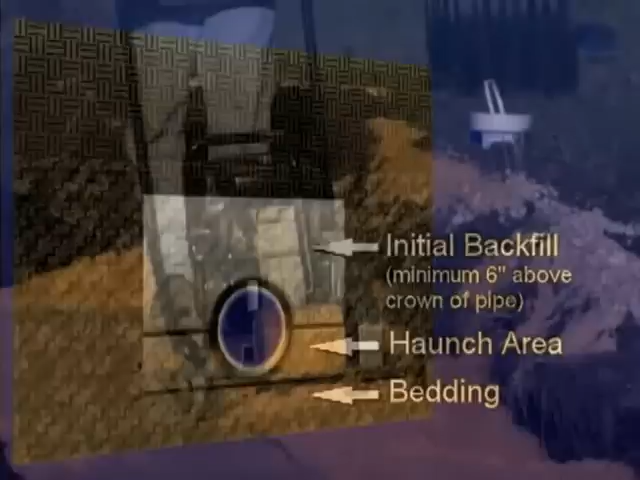 Initial Backfill
(minimum 6" above
crown of pipe)
Haunch Area
Bedding